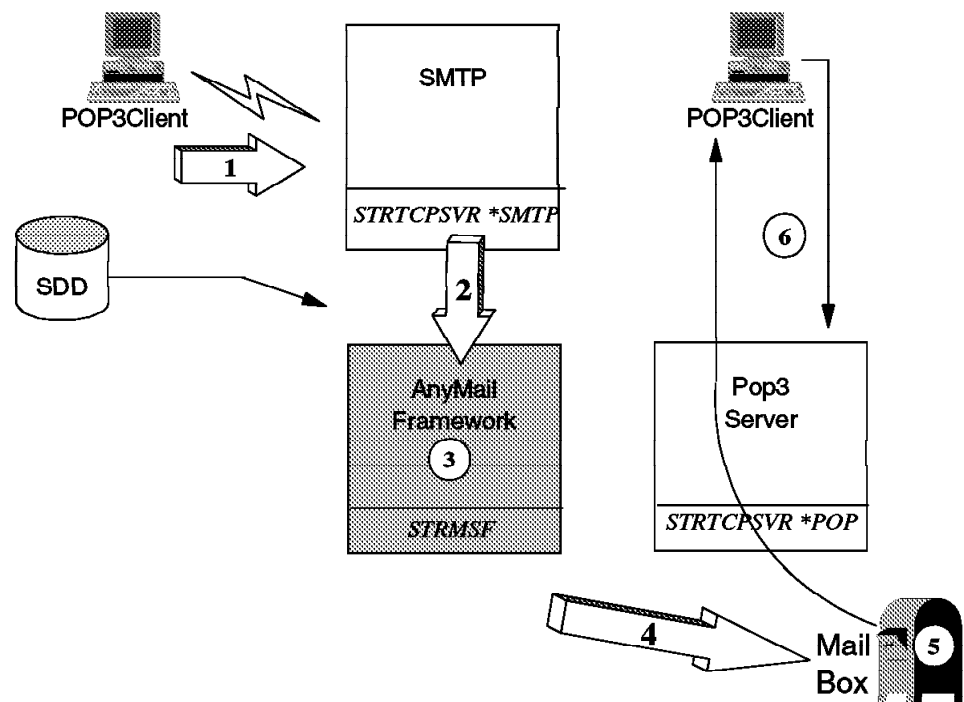 POP3Client
SMTP
POP3Client
1
STRTCPSVR *SMTP
SDD
2
6
AnyMail
Framework
3
STRMSF
Pop3
Server
STRTCPSVR *POP
4
Mail
Box
5